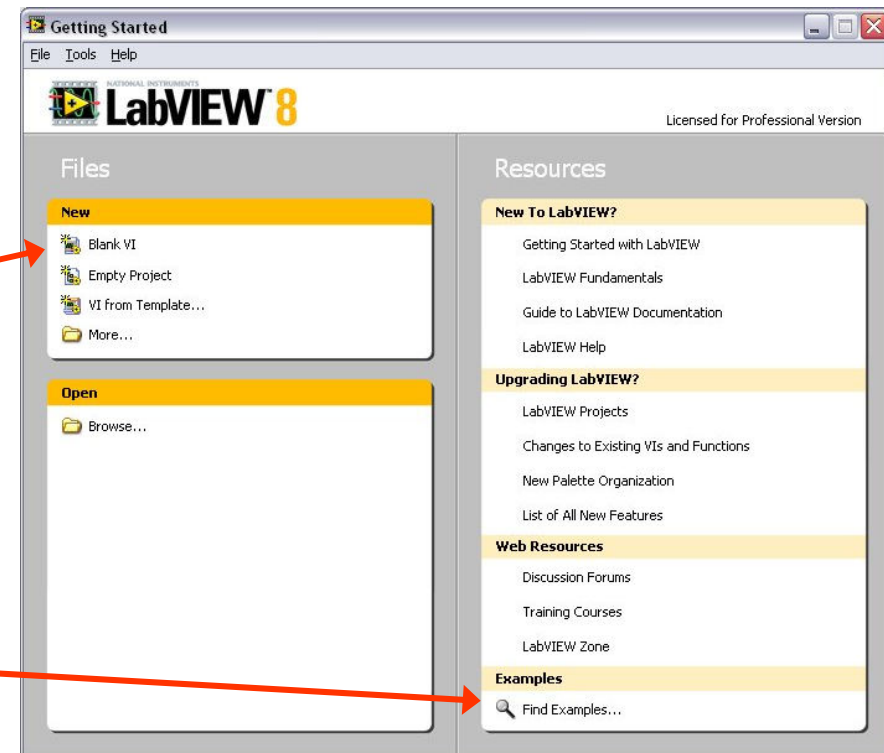 Getting Started
File Tools Help
NATIONAL INSTRUMENTS
LabVIEW™ 8
Licensed for Professional Version
Files
New
Blank VI
Empty Project
VI from Template...
More...
Open
Browse...
Resources
New To LabVIEW?
Getting Started with LabVIEW
LabVIEW Fundamentals
Guide to LabVIEW Documentation
LabVIEW Help
Upgrading LabVIEW?
LabVIEW Projects
Changes to Existing VIs and Functions
New Palette Organization
List of All New Features
Web Resources
Discussion Forums
Training Courses
LabVIEW Zone
Examples
Find Examples...